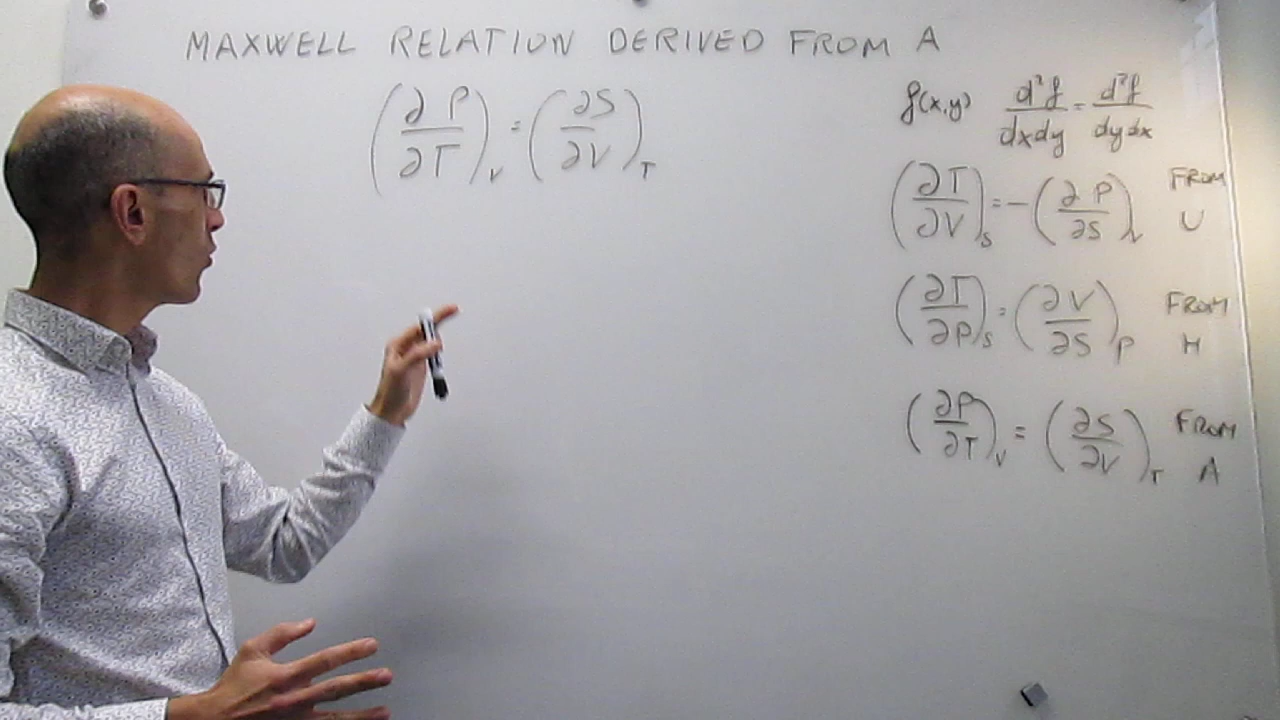 MAXWELL RELATION DERIVED FROM A
(∂P/∂T)_V = (∂S/∂V)_T
f(x,y) d²f/dxdy = d²f/dydx
(∂T/∂V)_S = -(∂P/∂S)_V FROM U
(∂T/∂P)_S = (∂V/∂S)_P FROM H
(∂P/∂T)_V = (∂S/∂V)_T FROM A